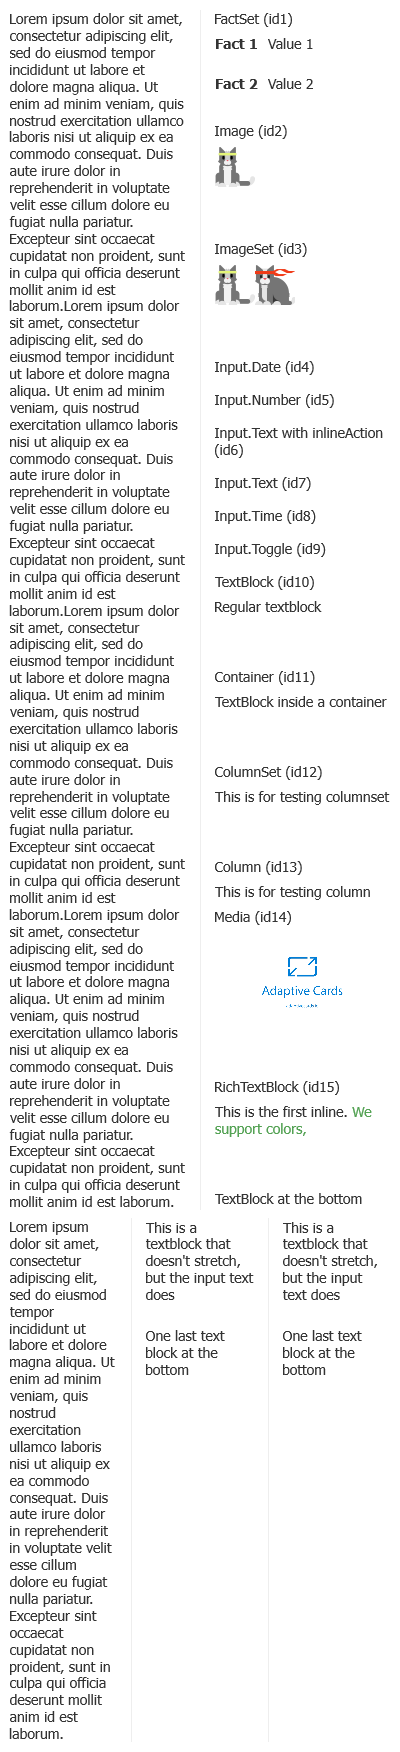 Lorem ipsum dolor sit amet,
consectetur adipiscing elit,
sed do eiusmod tempor
incididunt ut labore et
dolore magna aliqua. Ut
enim ad minim veniam, quis
nostrud exercitation ullamco
laboris nisi ut aliquip ex ea
commodo consequat. Duis
aute irure dolor in
reprehenderit in voluptate
velit esse cillum dolore eu
fugiat nulla pariatur.
Excepteur sint occaecat
cupidatat non proident, sunt
in culpa qui officia deserunt
mollit anim id est
laborum.Lorem ipsum dolor
sit amet, consectetur
adipiscing elit, sed do
eiusmod tempor incididunt
ut labore et dolore magna
aliqua. Ut enim ad minim
veniam, quis nostrud
exercitation ullamco laboris
nisi ut aliquip ex ea
commodo consequat. Duis
aute irure dolor in
reprehenderit in voluptate
velit esse cillum dolore eu
fugiat nulla pariatur.
Excepteur sint occaecat
cupidatat non proident, sunt
in culpa qui officia deserunt
mollit anim id est
laborum.Lorem ipsum dolor
sit amet, consectetur
adipiscing elit, sed do
eiusmod tempor incididunt
ut labore et dolore magna
aliqua. Ut enim ad minim
veniam, quis nostrud
exercitation ullamco laboris
nisi ut aliquip ex ea
commodo consequat. Duis
aute irure dolor in
reprehenderit in voluptate
velit esse cillum dolore eu
fugiat nulla pariatur.
Excepteur sint occaecat
cupidatat non proident, sunt
in culpa qui officia deserunt
mollit anim id est
laborum.Lorem ipsum dolor
sit amet, consectetur
adipiscing elit, sed do
eiusmod tempor incididunt
ut labore et dolore magna
aliqua. Ut enim ad minim
veniam, quis nostrud
exercitation ullamco laboris
nisi ut aliquip ex ea
commodo consequat. Duis
aute irure dolor in
reprehenderit in voluptate
velit esse cillum dolore eu
fugiat nulla pariatur.
Excepteur sint occaecat
cupidatat non proident, sunt
in culpa qui officia deserunt
mollit anim id est laborum.
FactSet (id1)
Fact 1 Value 1
Fact 2 Value 2
Image (id2)
ImageSet (id3)
Input.Date (id4)
Input.Number (id5)
Input.Text with inlineAction
(id6)
Input.Text (id7)
Input.Time (id8)
Input.Toggle (id9)
TextBlock (id10)
Regular textblock
Container (id11)
TextBlock inside a container
ColumnSet (id12)
This is for testing columnset
Column (id13)
This is for testing column
Media (id14)
Adaptive Cards
RichTextBlock (id15)
This is the first inline. We
support colors,
TextBlock at the bottom
Lorem ipsum
dolor sit amet,
consectetur
adipiscing elit,
sed do eiusmod
tempor
incididunt ut
labore et dolore
magna aliqua. Ut
enim ad minim
veniam, quis
nostrud
exercitation
ullamco laboris
nisi ut aliquip ex
ea commodo
consequat. Duis
aute irure dolor
in reprehenderit
in voluptate velit
esse cillum
dolore eu fugiat
nulla pariatur.
Excepteur sint
occaecat
cupidatat non
proident, sunt in
culpa qui officia
deserunt mollit
anim id est
laborum.
This is a
textblock that
doesn't stretch,
but the input text
does
One last text
block at the
bottom
This is a
textblock that
doesn't stretch,
but the input
text does
One last text
block at the
bottom